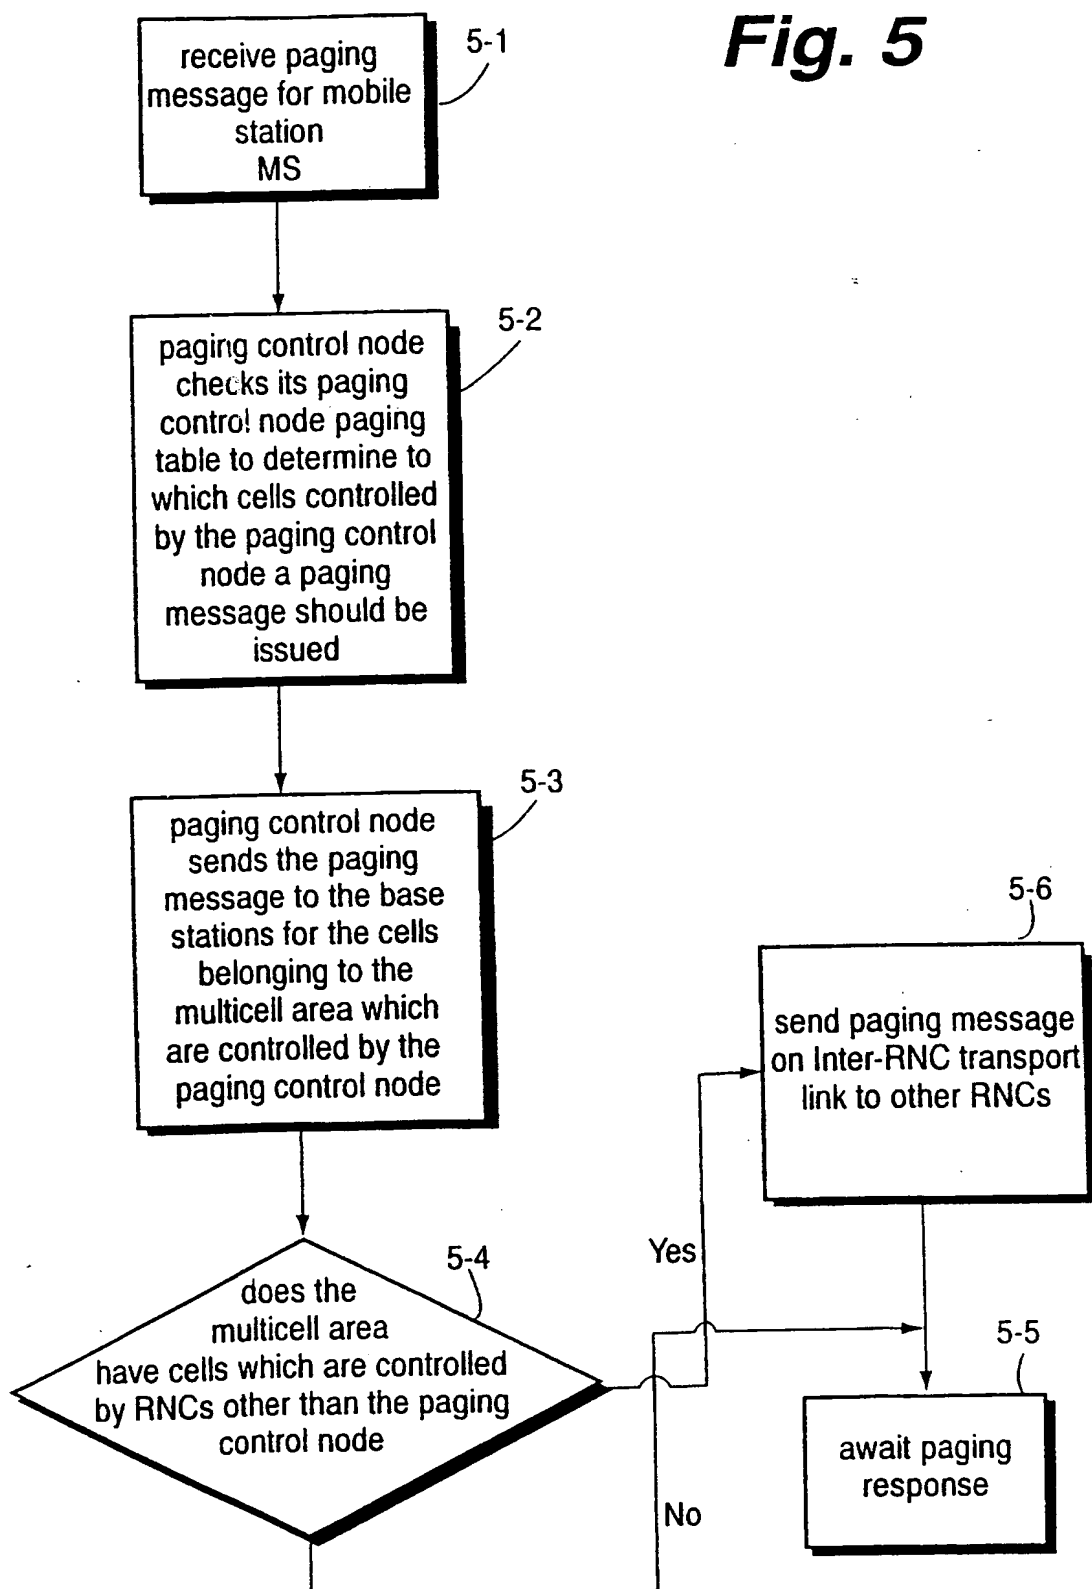 Fig. 5
5-1
receive paging
message for mobile
station
MS
5-2
paging control node
checks its paging
control node paging
table to determine to
which cells controlled
by the paging control
node a paging
message should be
issued
5-3
paging control node
sends the paging
message to the base
stations for the cells
belonging to the
multicell area which
are controlled by the
paging control node
5-4
does the
multicell area
have cells which are controlled
by RNCs other than the paging
control node
Yes
No
5-6
send paging message
on Inter-RNC transport
link to other RNCs
5-5
await paging
response